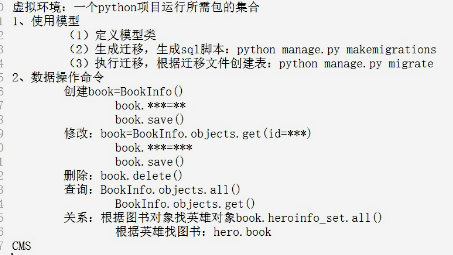 虚拟环境:一个python项目运行所需包的集合
1、使用模型
(1)定义模型类
(2)生成迁移,生成sql脚本:python manage.py makemigrations
(3)执行迁移,根据迁移文件创建表:python manage.py migrate
2、数据操作命令
创建book=BookInfo()
book.***=**
book.save()
修改:book=BookInfo.objects.get(id=***)
book.***=***
book.save()
删除:book.delete()
查询:BookInfo.objects.all()
BookInfo.objects.get()
关系:根据图书对象找英雄对象book.heroinfo_set.all()
根据英雄找图书:hero.book
CMS